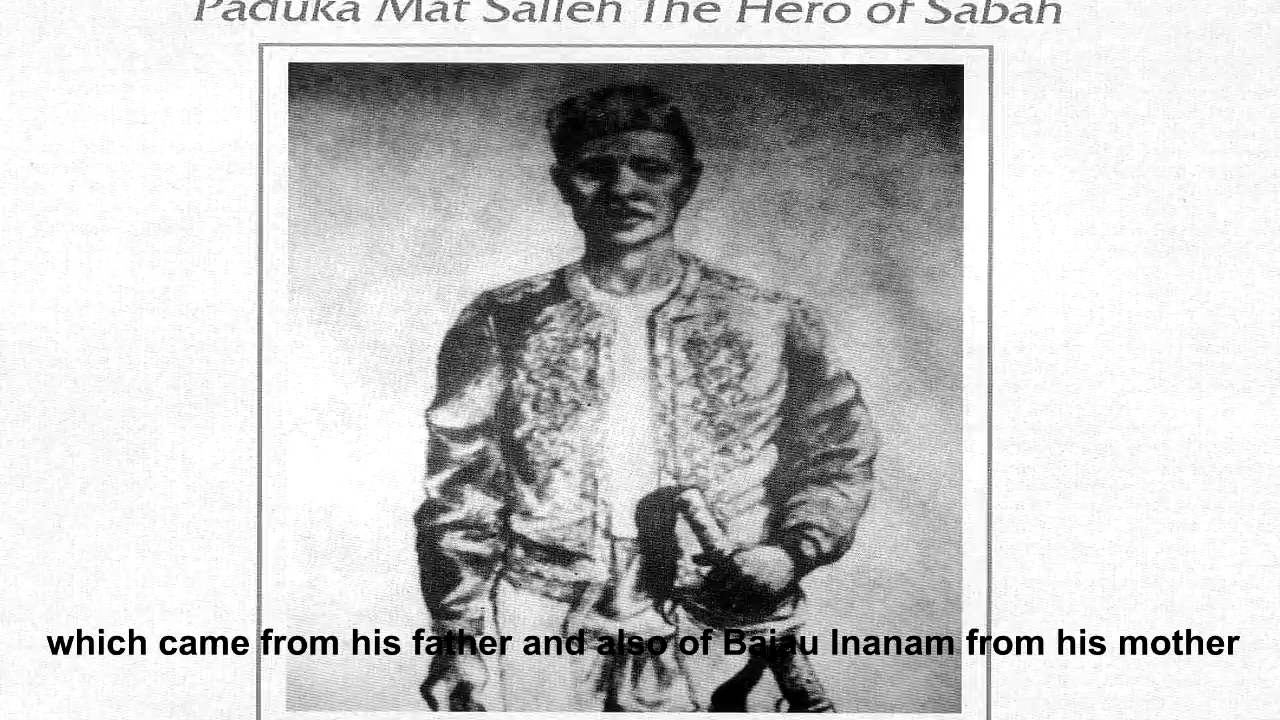 Paduka Mat Salleh The Hero of Sabah
which came from his father and also of Bajau Inanam from his mother